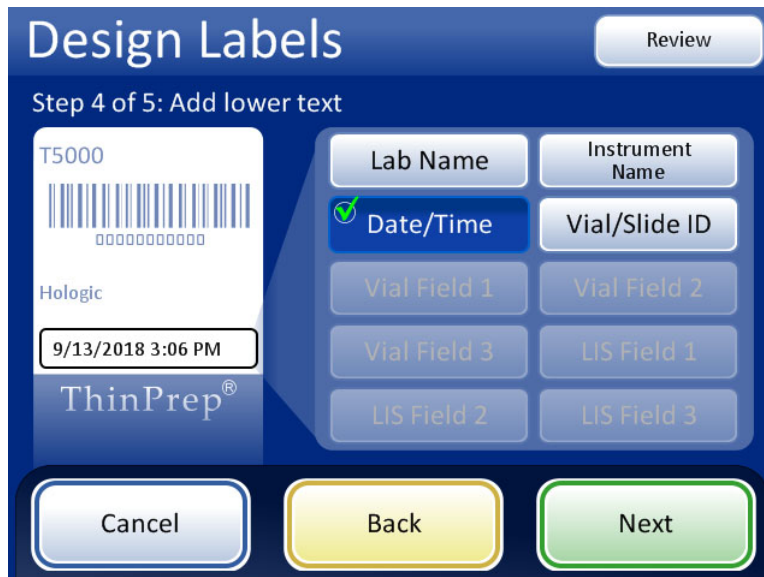 Design Labels
Review
Step 4 of 5: Add lower text
T5000
00000000000
Hologic
9/13/2018 3:06 PM
ThinPrep®
Lab Name
Instrument
Name
Date/Time
Vial/Slide ID
Vial Field 1
Vial Field 2
Vial Field 3
LIS Field 1
LIS Field 2
LIS Field 3
Cancel
Back
Next